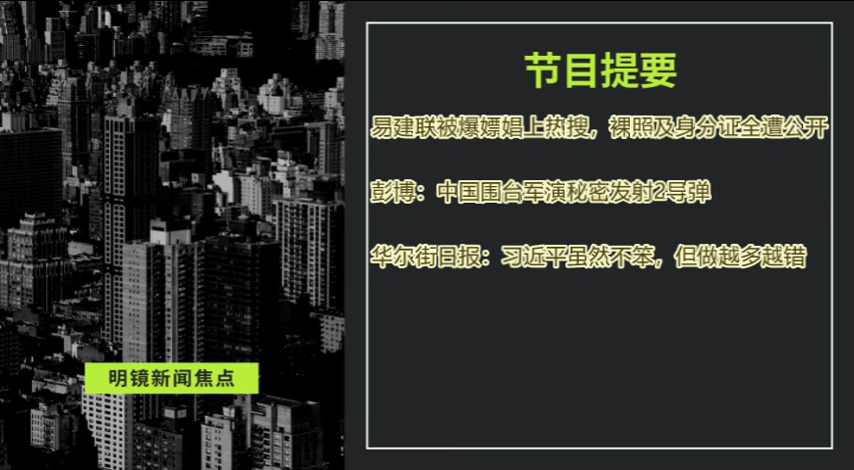 节目提要
易建联被爆嫖娼上热搜，裸照及身分证全遭公开
彭博：中国围台军演秘密发射2导弹
华尔街日报：习近平虽然不笨，但做越多越错
明镜新闻焦点